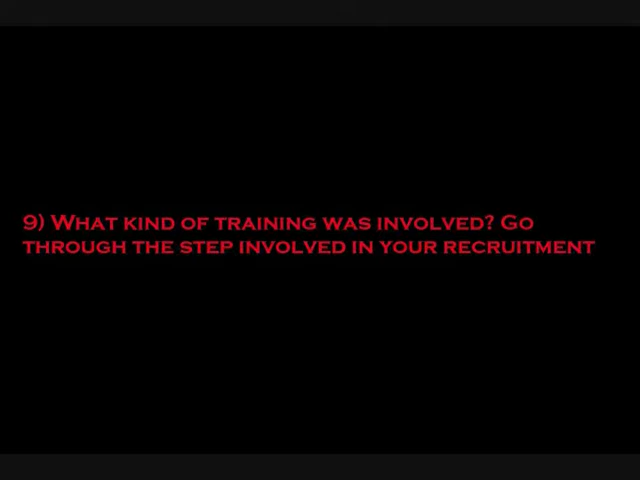 9) What kind of training was involved? Go
through the step involved in your recruitment